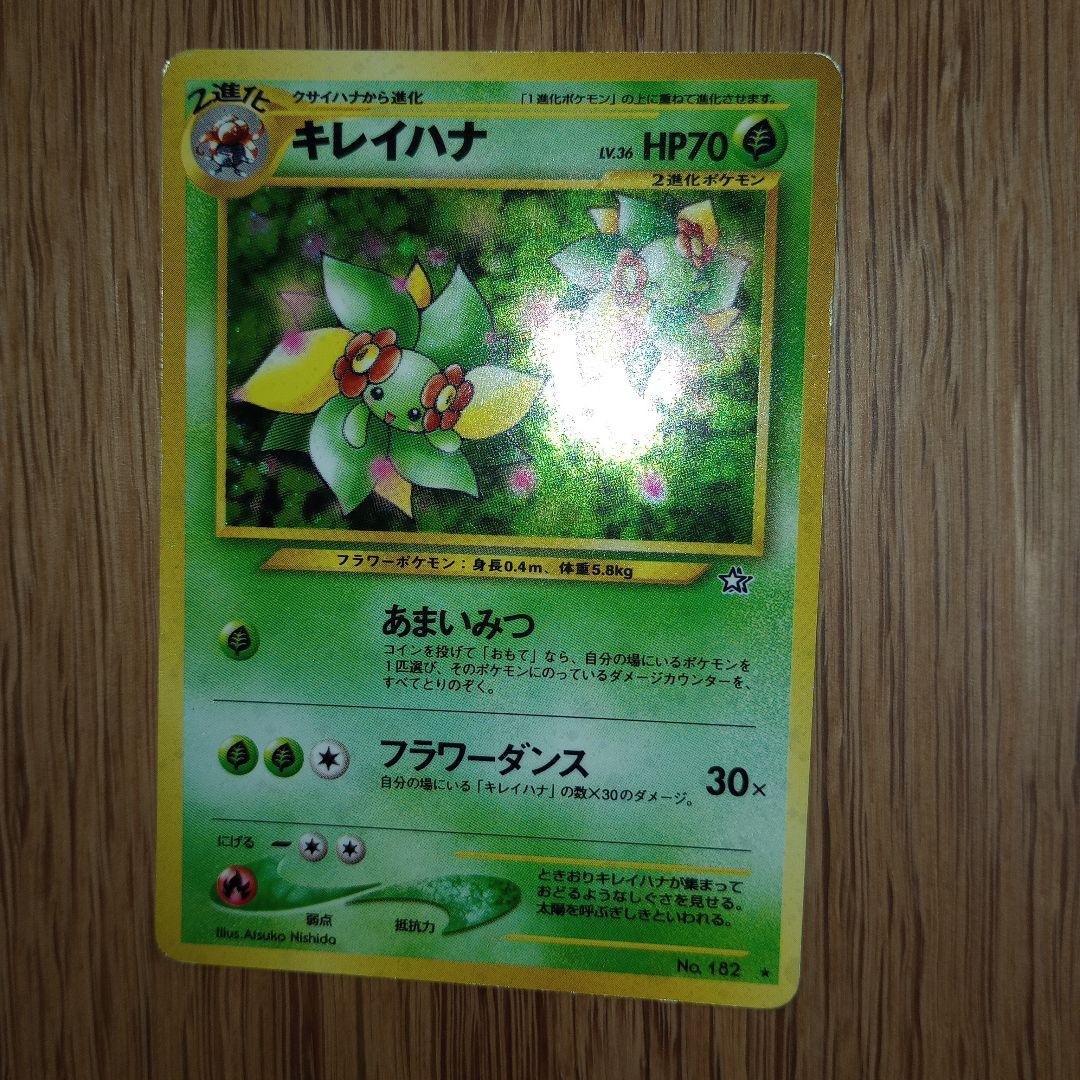 2進化
クサイハナから進化
「1進化ポケモン」の上に重ねて進化させます。
キレイハナ
LV.36 HP70
2進化ポケモン
フラワーポケモン：身長0.4m、体重5.8kg
あまいみつ
コインを投げて「おもて」なら、自分の場にいるポケモンを
1匹選び、そのポケモンにのっているダメージカウンターを、
すべてとりのぞく。
フラワーダンス
30×
自分の場にいる「キレイハナ」の数×30のダメージ。
にげる
弱点
抵抗力
ときおりキレイハナが集まって
おどるようなしぐさを見せる。
太陽を呼ぶぎしきといわれる。
Illus. Atsuko Nishida
No. 182